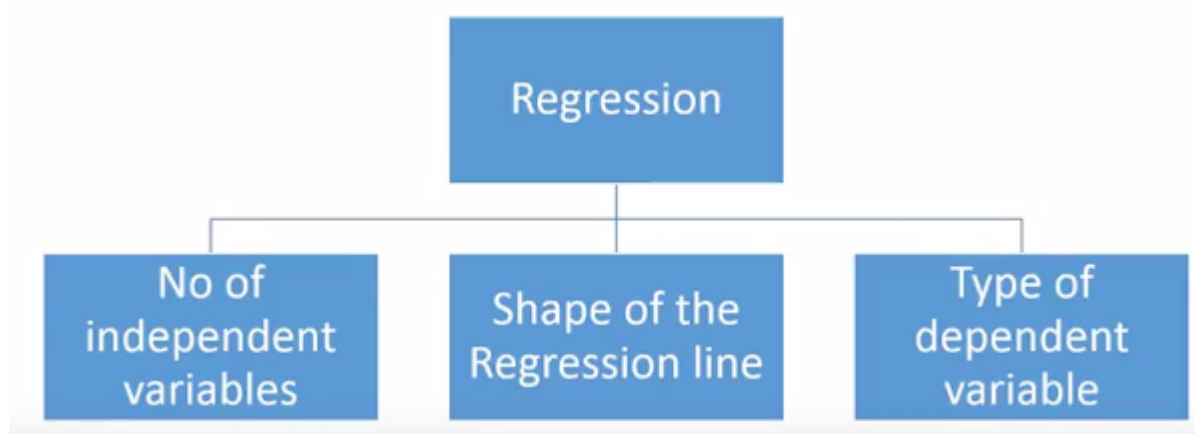 Regression
No of
independent
variables
Shape of the
Regression line
Type of
dependent
variable